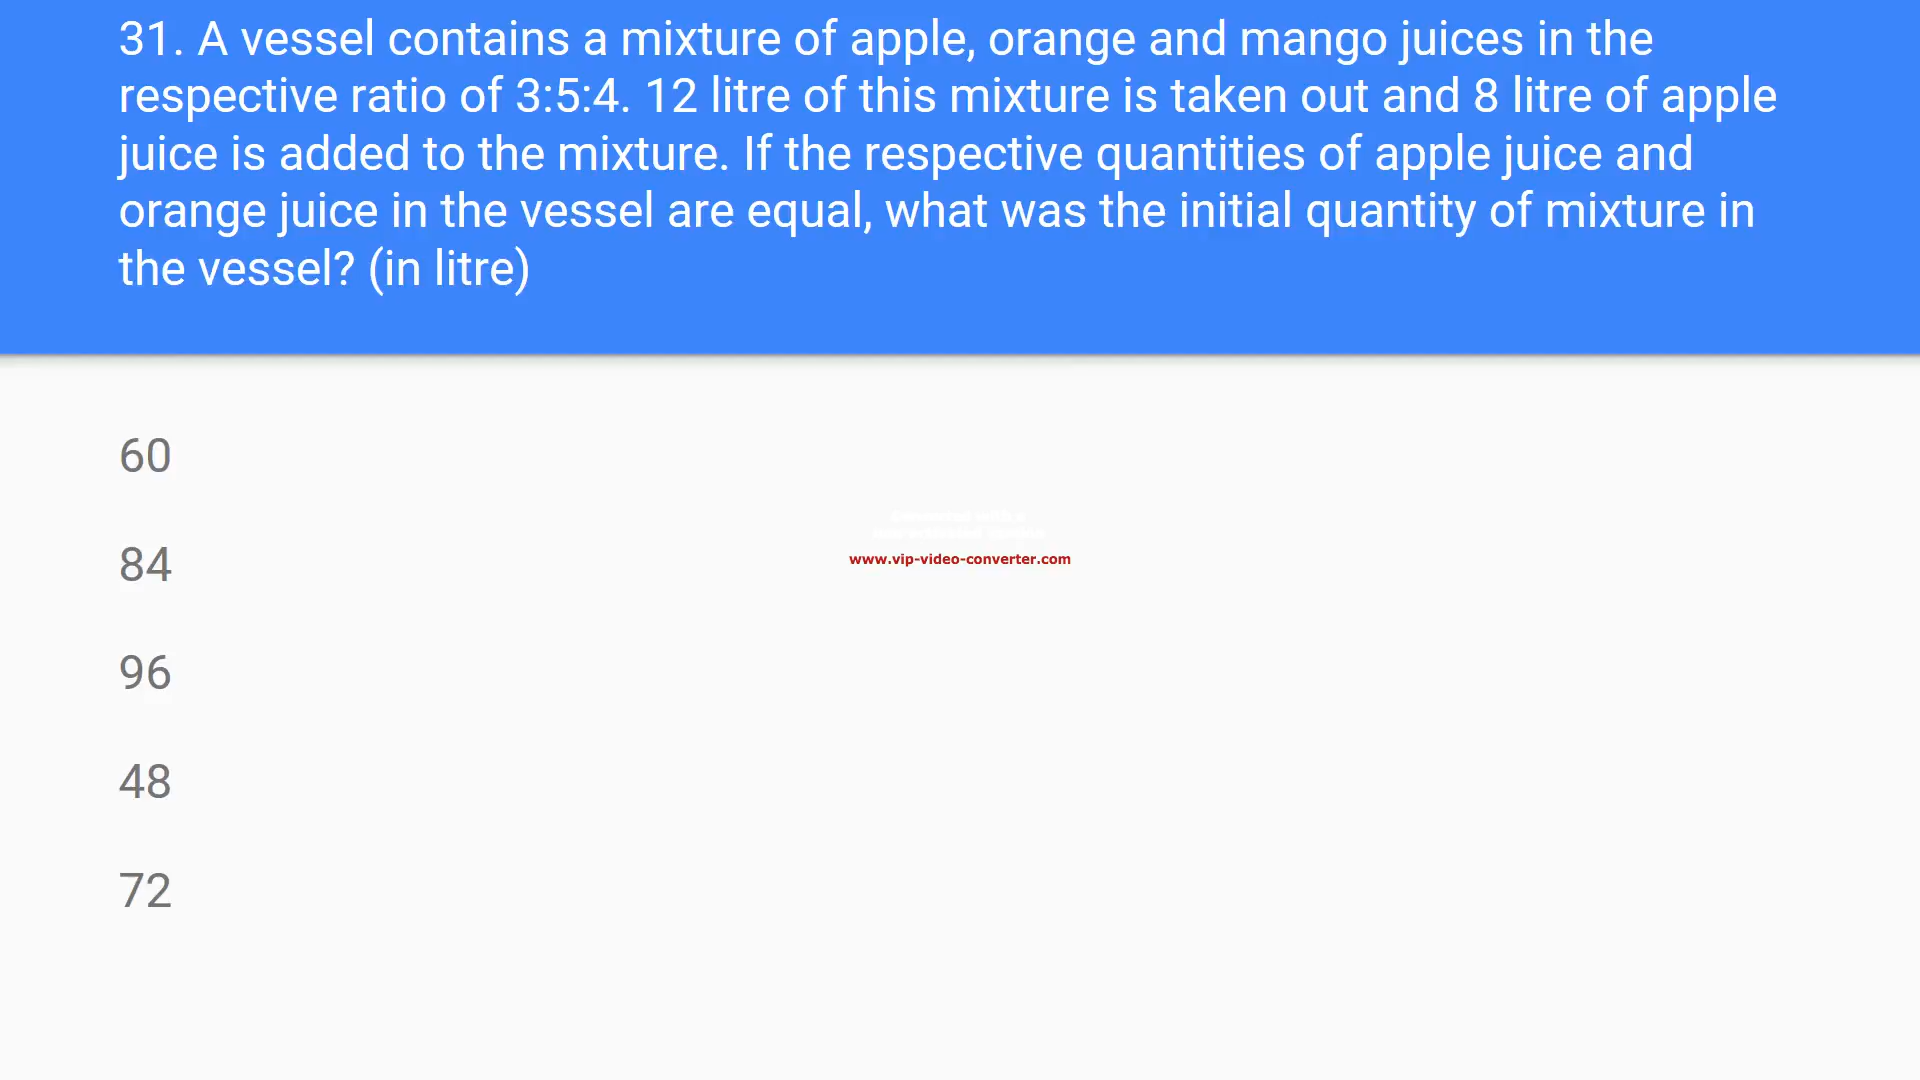 31. A vessel contains a mixture of apple, orange and mango juices in the
respective ratio of 3:5:4. 12 litre of this mixture is taken out and 8 litre of apple
juice is added to the mixture. If the respective quantities of apple juice and
orange juice in the vessel are equal, what was the initial quantity of mixture in
the vessel? (in litre)
60
84
www.vip-video-converter.com
96
48
72